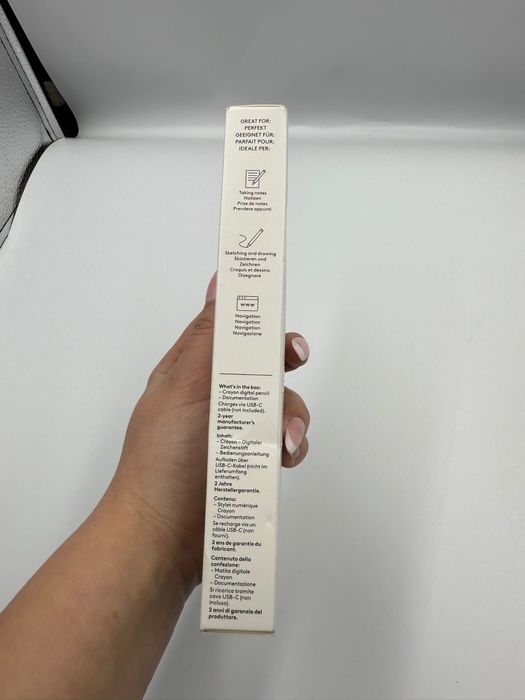 GREAT FOR:
PERFEKT
GEEIGNET FÜR:
PARFAIT POUR:
IDEALE PER:
Taking notes
Notizen
Prise de notes
Prendere appunti
Sketching and drawing
Skizzieren und
Zeichnen
Croquis et dessins
Disegnare
WWW
Navigation
Navigation
Navigation
Navigazione
What's in the box:
– Crayon digital pencil
– Documentation
Charges via USB-C
cable (not included).
2-year
manufacturer's
guarantee.
Inhalt:
– Crayon – Digitaler
Zeichenstift
– Bedienungsanleitung
Aufladen über
USB-C-Kabel (nicht im
Lieferumfang
enthalten).
2 Jahre
Herstellergarantie.
Contenu:
– Stylet numérique
Crayon
– Documentation
Se recharge via un
câble USB-C (non
fourni).
2 ans de garantie du
fabricant.
Contenuto della
confezione:
– Matita digitale
Crayon
– Documentazione
Si ricarica tramite
cavo USB-C (non
incluso).
2 anni di garanzia del
produttore.